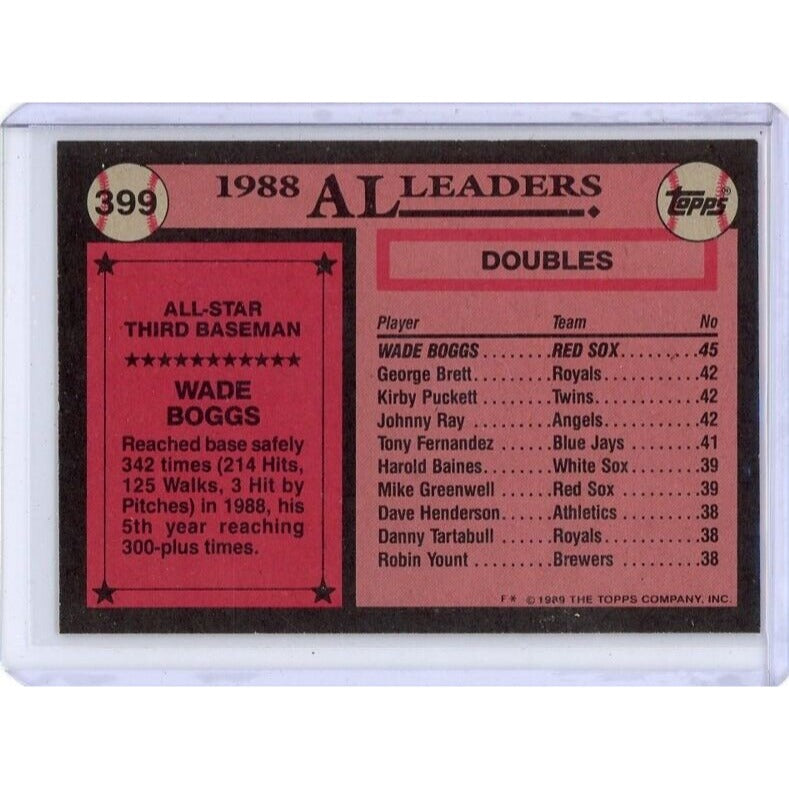 399
1988 AL LEADERS
TOPPS®
ALL-STAR
THIRD BASEMAN
WADE
BOGGS
Reached base safely
342 times (214 Hits,
125 Walks, 3 Hit by
Pitches) in 1988, his
5th year reaching
300-plus times.
DOUBLES
Player Team No
WADE BOGGS.......RED SOX........45
George Brett..........Royals............42
Kirby Puckett.........Twins.............42
Johnny Ray ..........Angels............42
Tony Fernandez .......Blue Jays ........41
Harold Baines.........White Sox........39
Mike Greenwell .......Red Sox .........39
Dave Henderson......Athletics ........38
Danny Tartabull ......Royals............38
Robin Yount ..........Brewers .........38
F* © 1989 THE TOPPS COMPANY, INC.